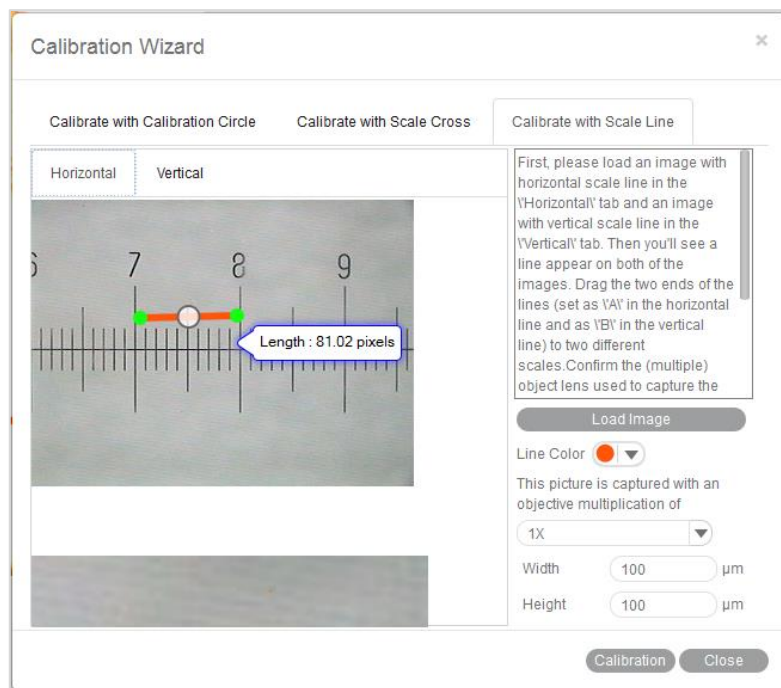 Calibration Wizard
×
Calibrate with Calibration Circle
Calibrate with Scale Cross
Calibrate with Scale Line
Horizontal
Vertical
7
8
9
Length : 81.02 pixels
First, please load an image with
horizontal scale line in the
\'Horizontal\' tab and an image
with vertical scale line in the
\'Vertical\' tab. Then you'll see a
line appear on both of the
images. Drag the two ends of the
lines (set as \'A\' in the horizontal
line and as \'B\' in the vertical
line) to two different
scales.Confirm the (multiple)
object lens used to capture the
Load Image
Line Color
This picture is captured with an
objective multiplication of
1X
Width
100
µm
Height
100
µm
Calibration
Close